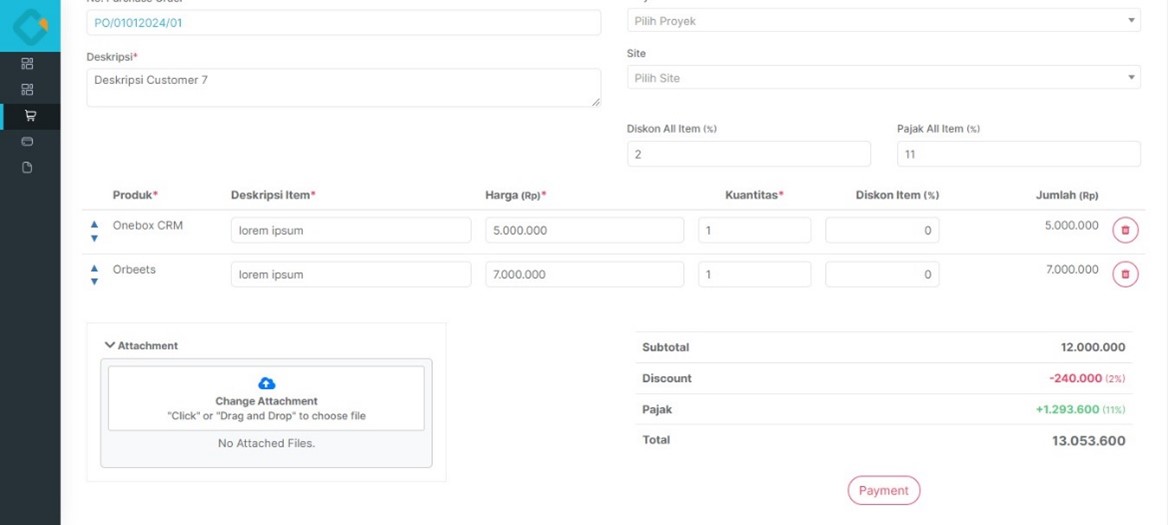 PO/01012024/01
Pilih Proyek
Deskripsi*
Deskripsi Customer 7
Site
Pilih Site
Diskon All Item (%)
Pajak All Item (%)
2
11
Produk*
Deskripsi Item*
Harga (Rp)*
Kuantitas*
Diskon Item (%)
Jumlah (Rp)
Onebox CRM
lorem ipsum
5.000.000
1
0
5.000.000
Orbeets
lorem ipsum
7.000.000
1
0
7.000.000
Attachment
Change Attachment
"Click" or "Drag and Drop" to choose file
No Attached Files.
Subtotal
12.000.000
Discount
-240.000 (2%)
Pajak
+1.293.600 (11%)
Total
13.053.600
Payment